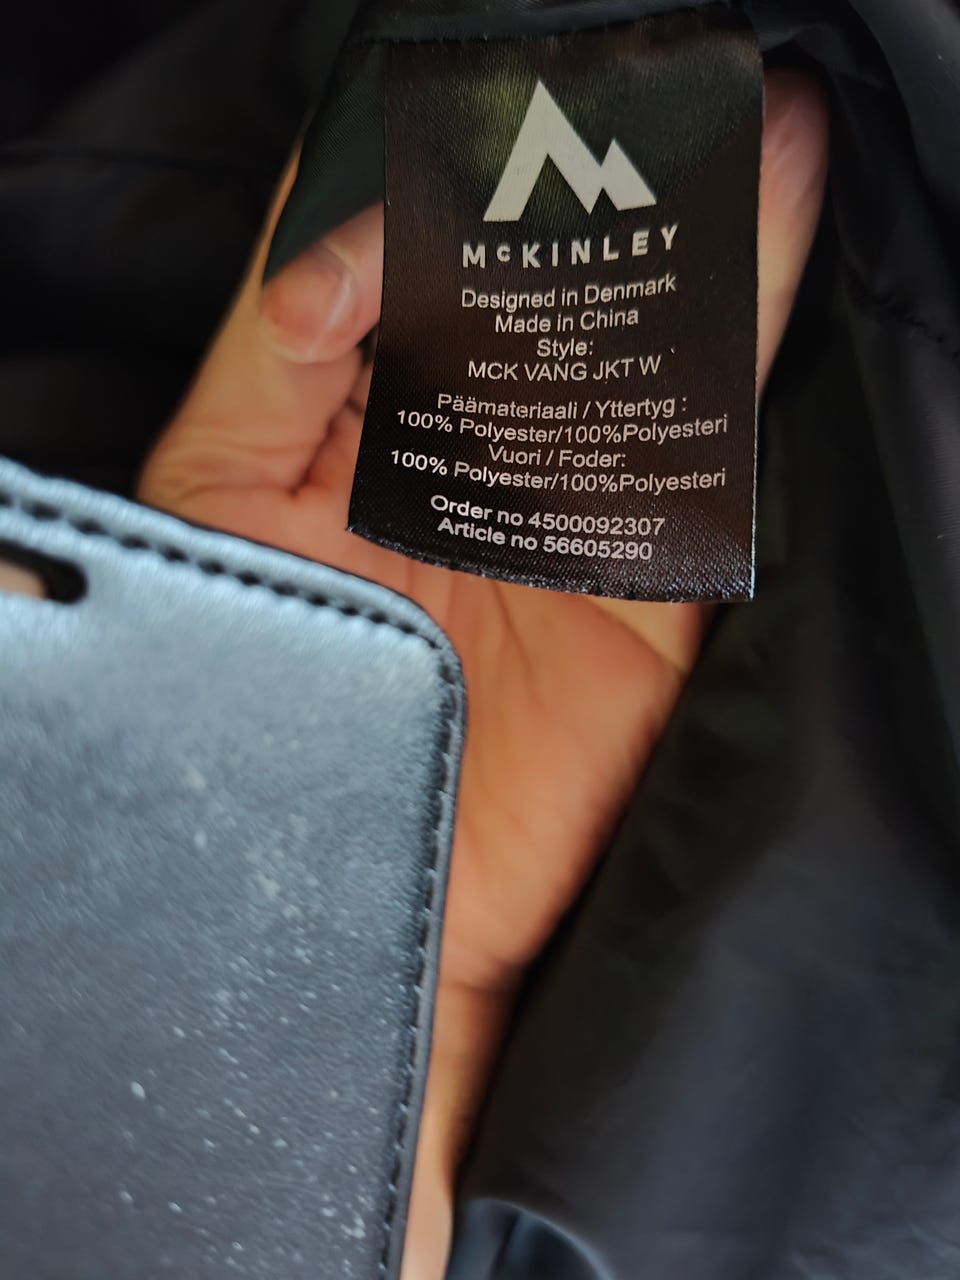 McKINLEY
Designed in Denmark
Made in China
Style:
MCK VANG JKT W
Päämateriaali / Yttertyg :
100% Polyester/100%Polyesteri
Vuori / Foder:
100% Polyester/100%Polyesteri
Order no 4500092307
Article no 56605290